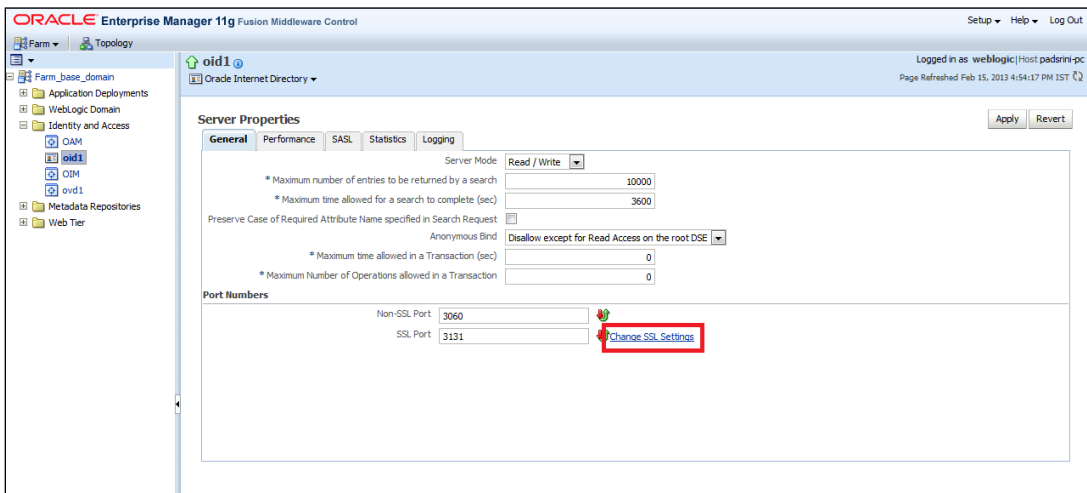 ORACLE Enterprise Manager 11g Fusion Middleware Control
Setup Help Log Out
Farm Topology
Farm_base_domain
Application Deployments
WebLogic Domain
Identity and Access
OAM
oid1
OIM
ovd1
Metadata Repositories
Web Tier
oid1
Oracle Internet Directory
Logged in as weblogic|Host padsrini-pc
Page Refreshed Feb 15, 2013 4:54:17 PM IST
Server Properties
Apply Revert
General Performance SASL Statistics Logging
Server Mode Read / Write
* Maximum number of entries to be returned by a search 10000
* Maximum time allowed for a search to complete (sec) 3600
Preserve Case of Required Attribute Name specified in Search Request
Anonymous Bind Disallow except for Read Access on the root DSE
* Maximum time allowed in a Transaction (sec) 0
* Maximum Number of Operations allowed in a Transaction 0
Port Numbers
Non-SSL Port 3060
SSL Port 3131 Change SSL Settings